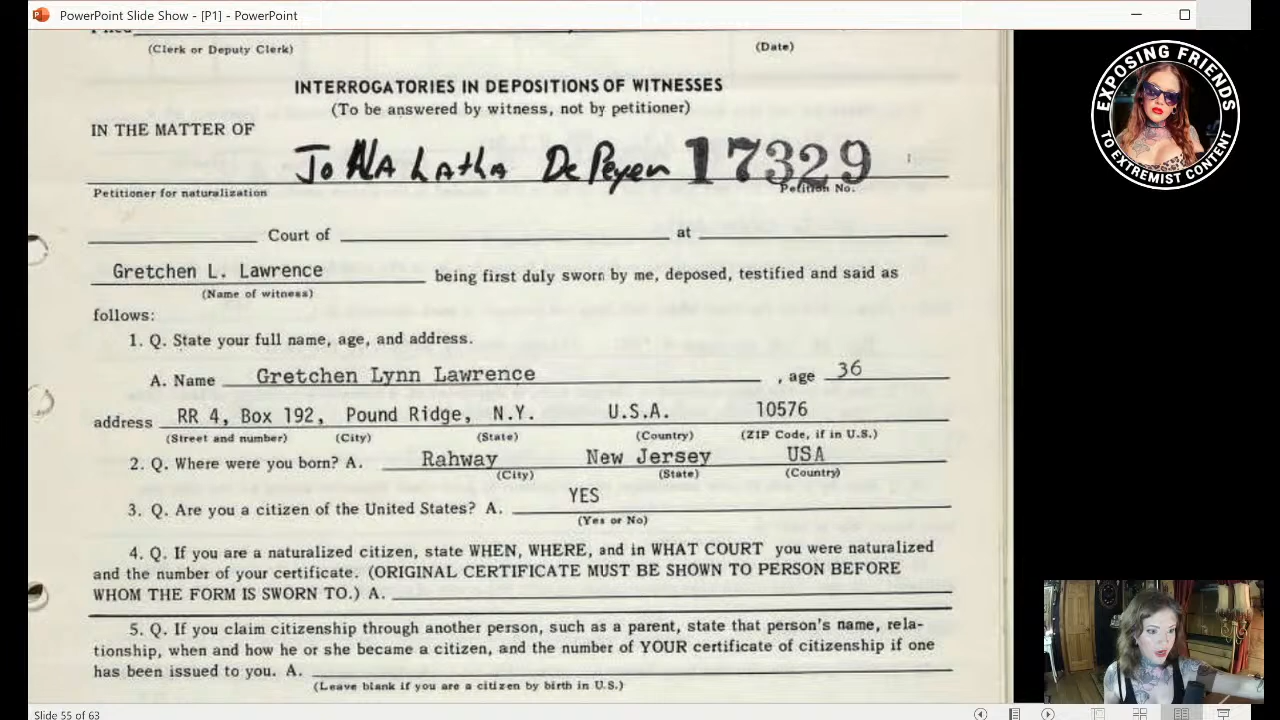 PowerPoint Slide Show - [P1] - PowerPoint
(Clerk or Deputy Clerk) (Date)
INTERROGATORIES IN DEPOSITIONS OF WITNESSES
(To be answered by witness, not by petitioner)
IN THE MATTER OF
17329
Petitioner for naturalization Petition No.
Court of at
Gretchen L. Lawrence being first duly sworn by me, deposed, testified and said as
(Name of witness)
follows:
1. Q. State your full name, age, and address.
A. Name Gretchen Lynn Lawrence , age 36
address RR 4, Box 192, Pound Ridge, N.Y. U.S.A. 10576
(Street and number) (City) (State) (Country) (ZIP Code, if in U.S.)
2. Q. Where were you born? A. Rahway New Jersey USA
(City) (State) (Country)
3. Q. Are you a citizen of the United States? A. YES
(Yes or No)
4. Q. If you are a naturalized citizen, state WHEN, WHERE, and in WHAT COURT you were naturalized
and the number of your certificate. (ORIGINAL CERTIFICATE MUST BE SHOWN TO PERSON BEFORE
WHOM THE FORM IS SWORN TO.) A.
5. Q. If you claim citizenship through another person, such as a parent, state that person's name, rela-
tionship, when and how he or she became a citizen, and the number of YOUR certificate of citizenship if one
has been issued to you. A.
(Leave blank if you are a citizen by birth in U.S.)
EXPOSING FRIENDS
TO EXTREMIST CONTENT
Slide 55 of 63